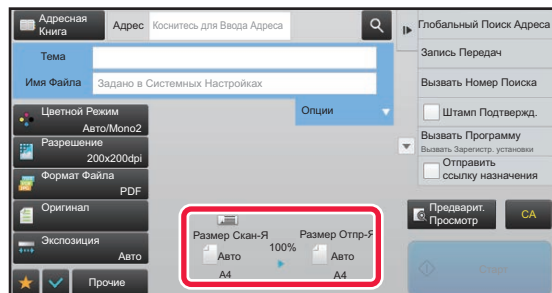 Адресная
Книга
Адрес
Коснитесь для Ввода Адреса
Тема
Имя Файла
Задано в Системных Настройках
Опции
Цветной Режим
Авто/Mono2
Разрешение
200x200dpi
Формат Файла
PDF
Оригинал
Экспозиция
Авто
Прочие
Размер Скан-Я
100%
Размер Отпр-Я
Авто
Авто
A4
A4
Глобальный Поиск Адреса
Запись Передач
Вызвать Номер Поиска
Штамп Подтвержд.
Вызвать Программу
Вызвать Зарегистр. установки
Отправить
ссылку назначения
Предварит.
Просмотр
CA
Старт